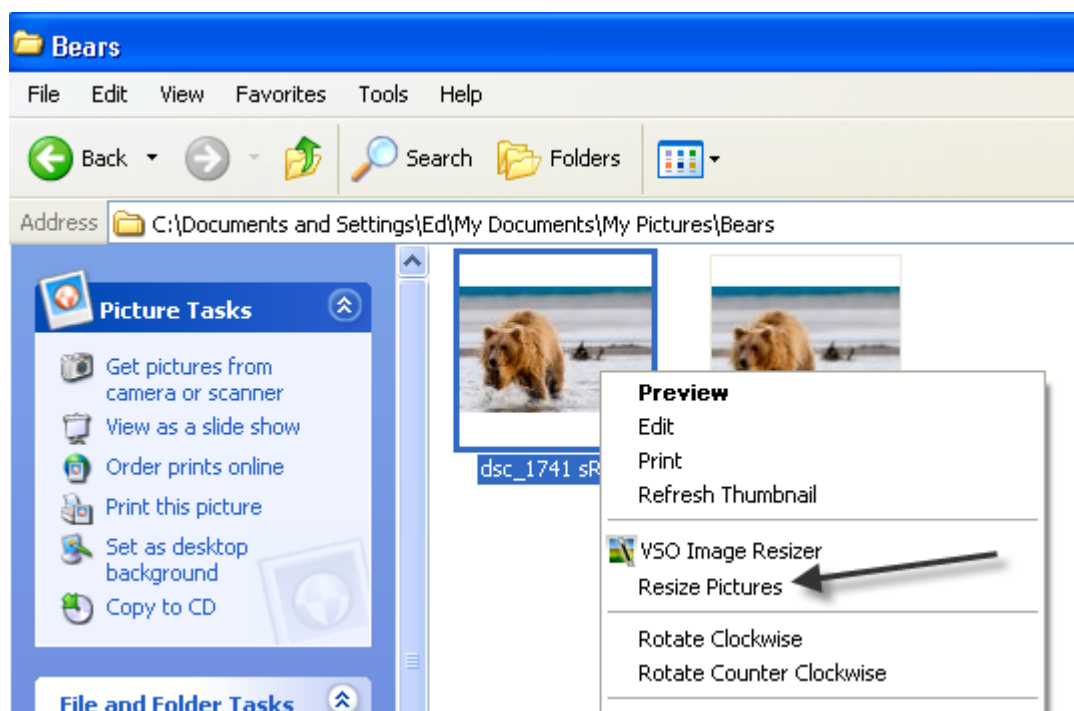 Bears
File Edit View Favorites Tools Help
Back Search Folders
Address C:\Documents and Settings\Ed\My Documents\My Pictures\Bears
Picture Tasks
Get pictures from
camera or scanner
View as a slide show
Order prints online
Print this picture
Set as desktop
background
Copy to CD
File and Folder Tasks
dsc_1741 sR
Preview
Edit
Print
Refresh Thumbnail
VSO Image Resizer
Resize Pictures
Rotate Clockwise
Rotate Counter Clockwise